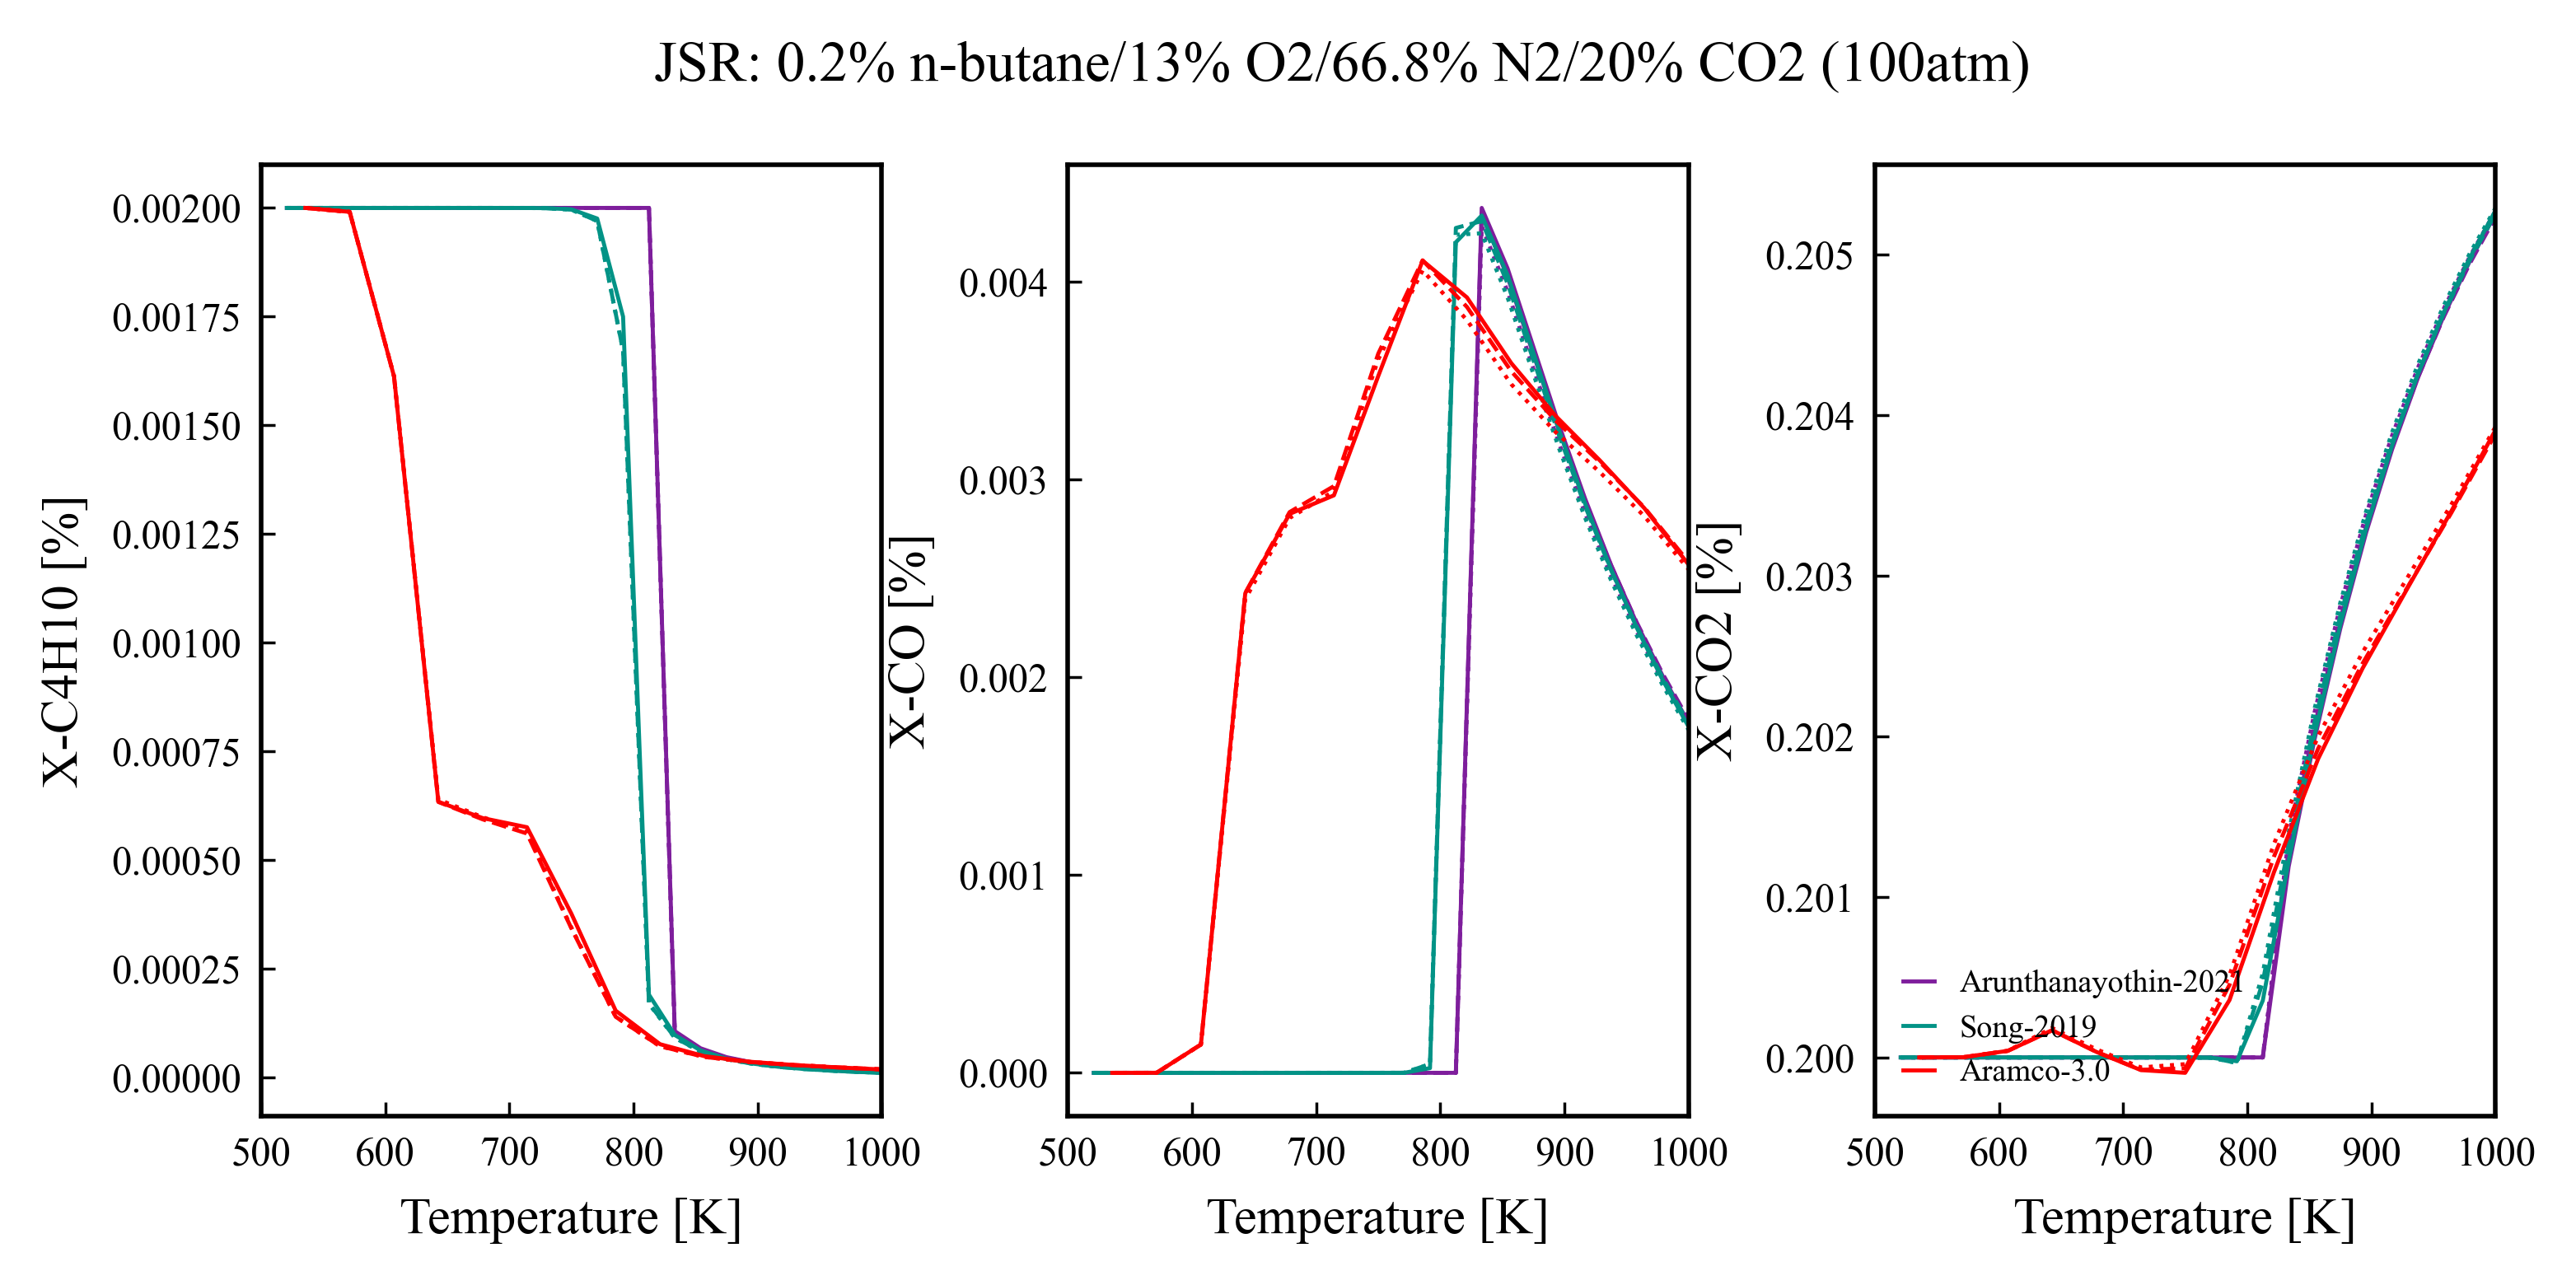 JSR: 0.2% n-butane/13% O2/66.8% N2/20% CO2 (100atm)
X-C4H10 [%]
0.00200
0.00175
0.00150
0.00125
0.00100
0.00075
0.00050
0.00025
0.00000
500 600 700 800 900 1000
Temperature [K]
X-CO [%]
0.004
0.003
0.002
0.001
0.000
500 600 700 800 900 1000
Temperature [K]
X-CO2 [%]
0.205
0.204
0.203
0.202
0.201
0.200
Arunthanayothin-2021
Song-2019
Aramco-3.0
500 600 700 800 900 1000
Temperature [K]